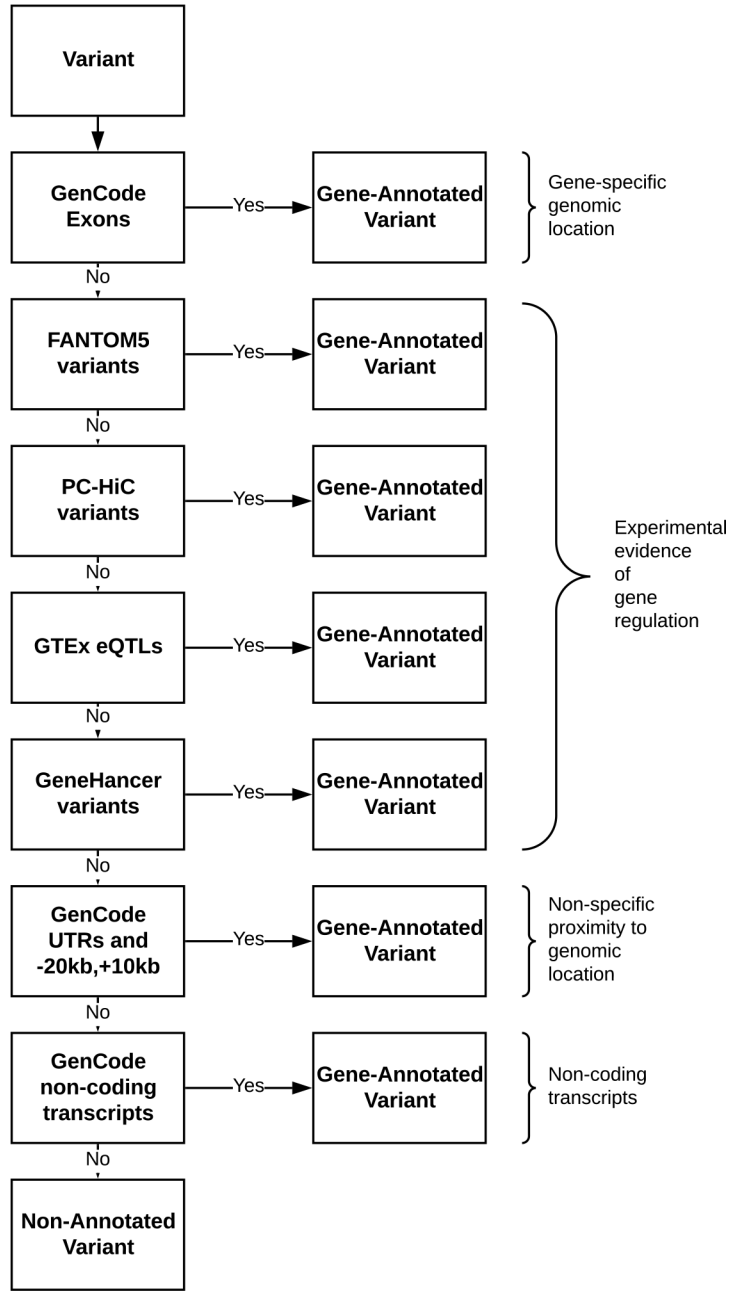 Variant
GenCode
Exons
Yes
Gene-Annotated
Variant
Gene-specific
genomic
location
No
FANTOM5
variants
Yes
Gene-Annotated
Variant
No
PC-HiC
variants
Yes
Gene-Annotated
Variant
No
GTEx eQTLs
Yes
Gene-Annotated
Variant
No
GeneHancer
variants
Yes
Gene-Annotated
Variant
Experimental
evidence
of
gene
regulation
No
GenCode
UTRs and
-20kb,+10kb
Yes
Gene-Annotated
Variant
Non-specific
proximity to
genomic
location
No
GenCode
non-coding
transcripts
Yes
Gene-Annotated
Variant
Non-coding
transcripts
No
Non-Annotated
Variant